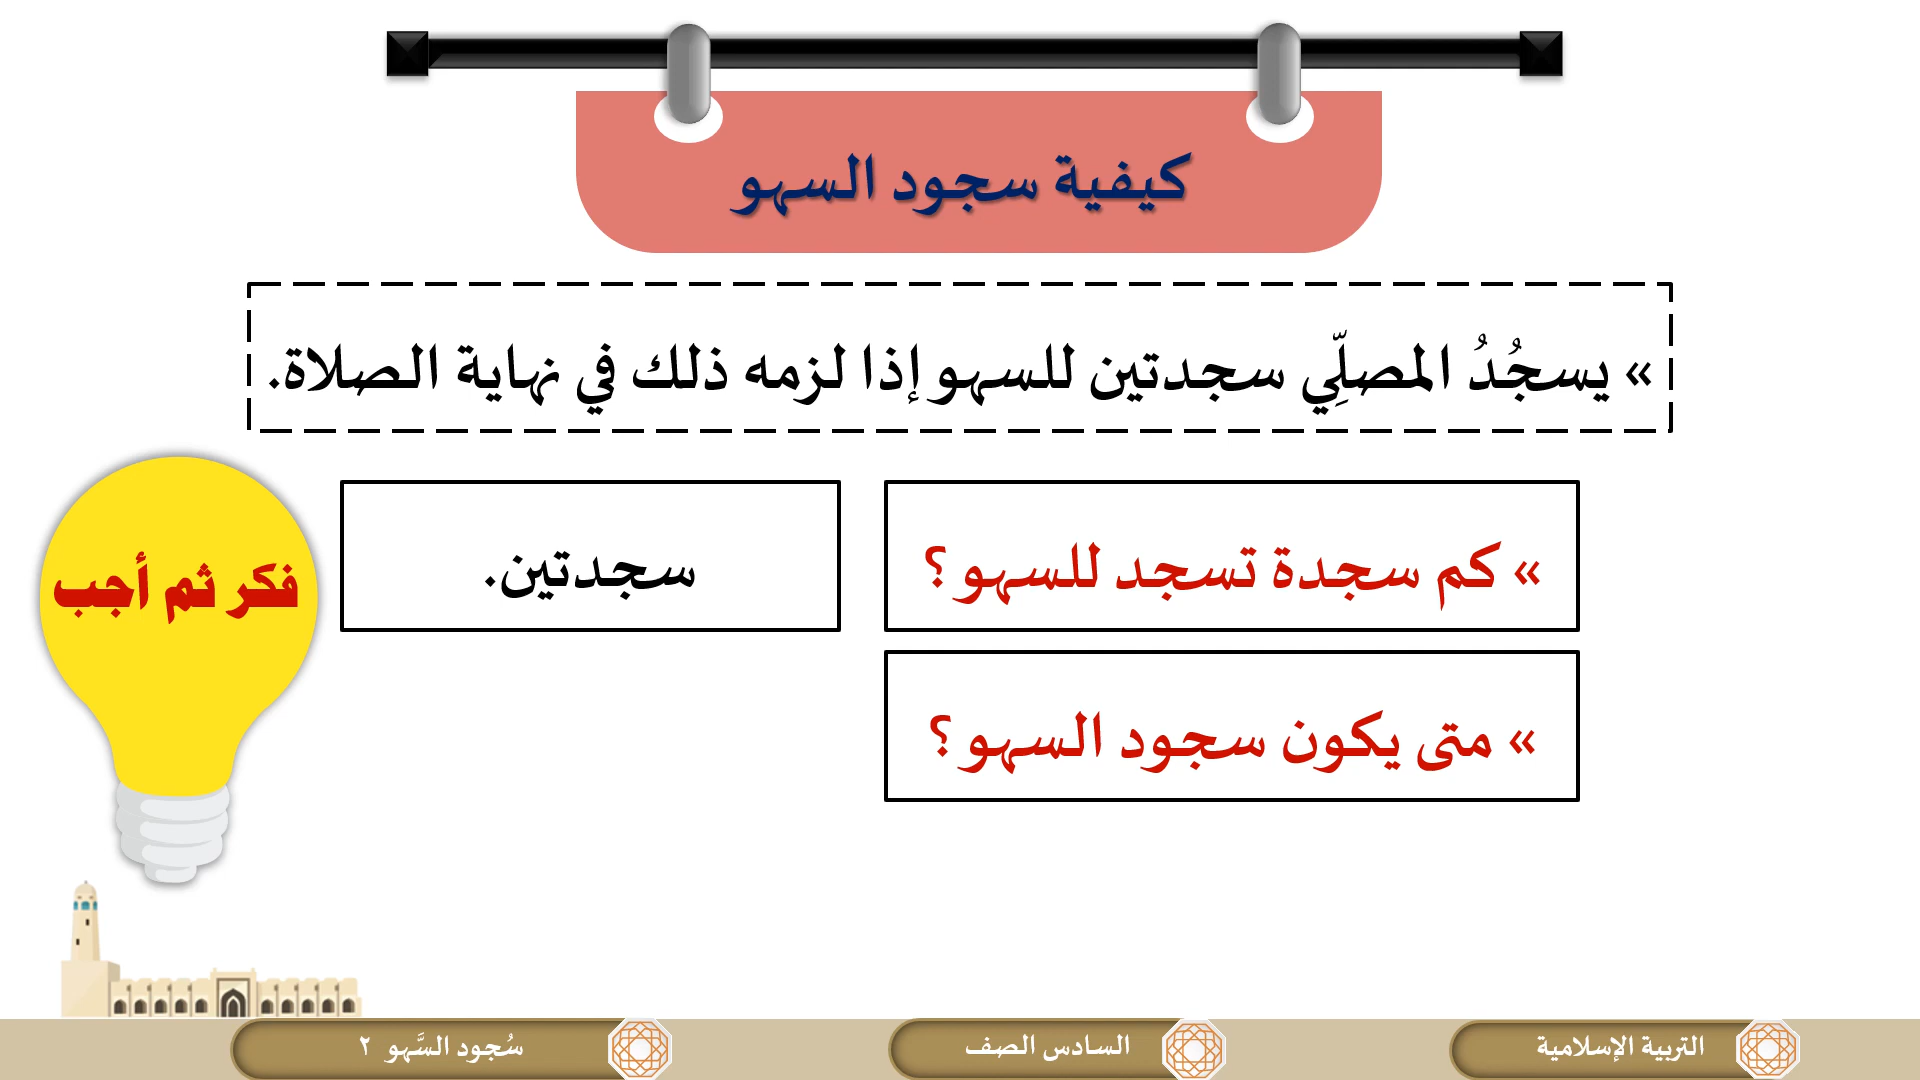 كيفية سجود السهو
» يسجُدُ المصلِّي سجدتين للسهو إذا لزمه ذلك في نهاية الصلاة.
» كم سجدة تسجد للسهو ؟
سجدتين.
فكر ثم أجب
» متى يكون سجود السهو ؟
التربية الإسلامية
السادس الصف
سُجود السَّهو ٢